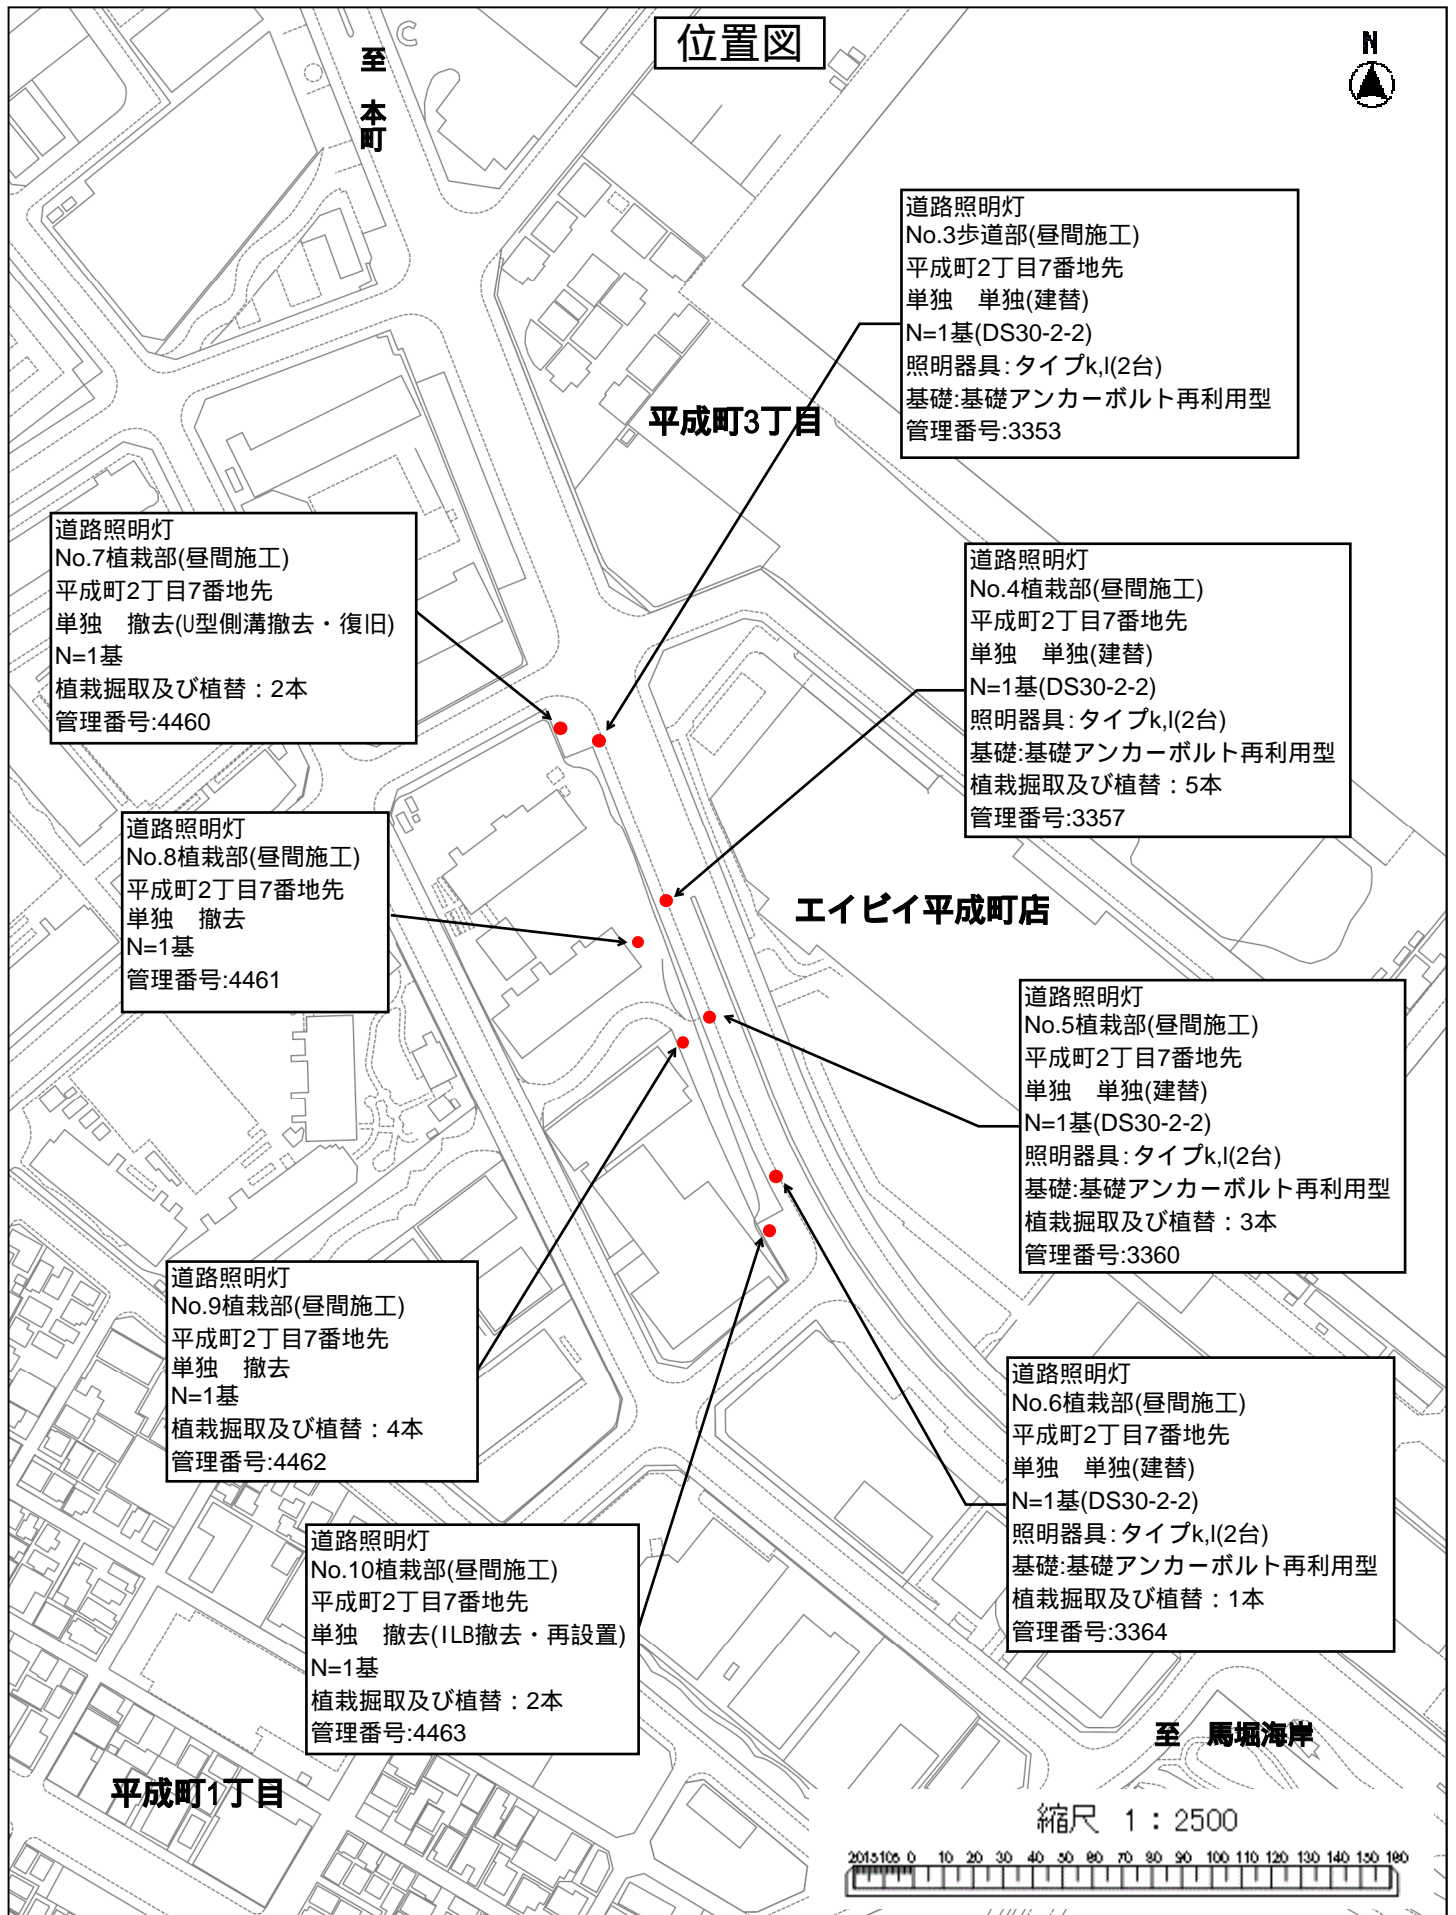 位置図
N
至 本町
道路照明灯
No.3歩道部(昼間施工)
平成町2丁目7番地先
単独　単独(建替)
N=1基(DS30-2-2)
照明器具:タイプk,l(2台)
基礎:基礎アンカーボルト再利用型
管理番号:3353
平成町3丁目
道路照明灯
No.7植栽部(昼間施工)
平成町2丁目7番地先
単独　撤去(U型側溝撤去・復旧)
N=1基
植栽掘取及び植替：2本
管理番号:4460
道路照明灯
No.4植栽部(昼間施工)
平成町2丁目7番地先
単独　単独(建替)
N=1基(DS30-2-2)
照明器具:タイプk,l(2台)
基礎:基礎アンカーボルト再利用型
植栽掘取及び植替：5本
管理番号:3357
道路照明灯
No.8植栽部(昼間施工)
平成町2丁目7番地先
単独　撤去
N=1基
管理番号:4461
エイビイ平成町店
道路照明灯
No.5植栽部(昼間施工)
平成町2丁目7番地先
単独　単独(建替)
N=1基(DS30-2-2)
照明器具:タイプk,l(2台)
基礎:基礎アンカーボルト再利用型
植栽掘取及び植替：3本
管理番号:3360
道路照明灯
No.9植栽部(昼間施工)
平成町2丁目7番地先
単独　撤去
N=1基
植栽掘取及び植替：4本
管理番号:4462
道路照明灯
No.6植栽部(昼間施工)
平成町2丁目7番地先
単独　単独(建替)
N=1基(DS30-2-2)
照明器具:タイプk,l(2台)
基礎:基礎アンカーボルト再利用型
植栽掘取及び植替：1本
管理番号:3364
道路照明灯
No.10植栽部(昼間施工)
平成町2丁目7番地先
単独　撤去(ILB撤去・再設置)
N=1基
植栽掘取及び植替：2本
管理番号:4463
至　馬堀海岸
平成町1丁目
縮尺 1：2500
20 15 10 5 0 10 20 30 40 50 60 70 80 90 100 110 120 130 140 150 180